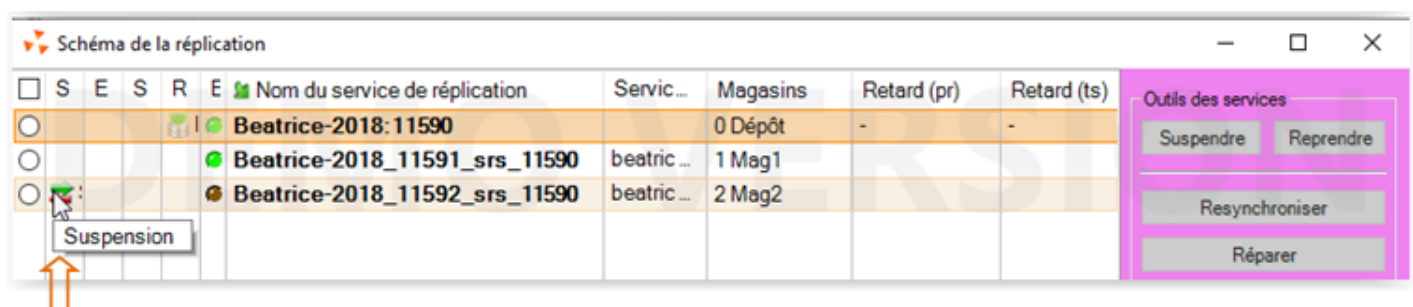 Schéma de la réplication
S E S R E Nom du service de réplication Servic... Magasins Retard (pr) Retard (ts)
Beatrice-2018:11590 0 Dépôt - -
Beatrice-2018_11591_srs_11590 beatric ... 1 Mag1
Beatrice-2018_11592_srs_11590 beatric ... 2 Mag2
Suspension
Outils des services
Suspendre Reprendre
Resynchroniser
Réparer
DEMO VERSION